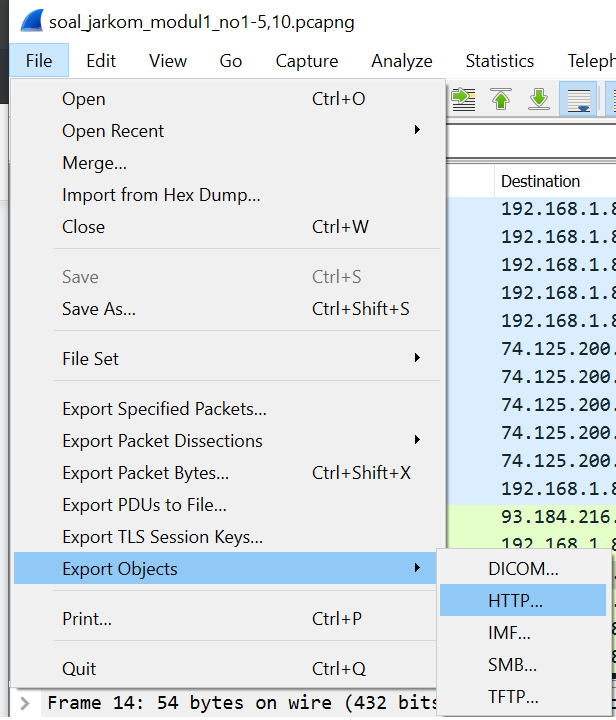 soal_jarkom_modul1_no1-5,10.pcapng
File Edit View Go Capture Analyze Statistics
Open Ctrl+O
Open Recent
Merge...
Import from Hex Dump...
Close Ctrl+W
Save Ctrl+S
Save As... Ctrl+Shift+S
File Set
Export Specified Packets...
Export Packet Dissections
Export Packet Bytes... Ctrl+Shift+X
Export PDUs to File...
Export TLS Session Keys...
Export Objects
Print... Ctrl+P
Quit Ctrl+Q
DICOM...
HTTP...
IMF...
SMB...
TFTP...
Destination
192.168.1.8
192.168.1.8
192.168.1.8
192.168.1.8
192.168.1.8
74.125.200.
74.125.200.
74.125.200.
74.125.200.
74.125.200.
192.168.1.8
93.184.216.
192.168.1.8
Frame 14: 54 bytes on wire (432 bits